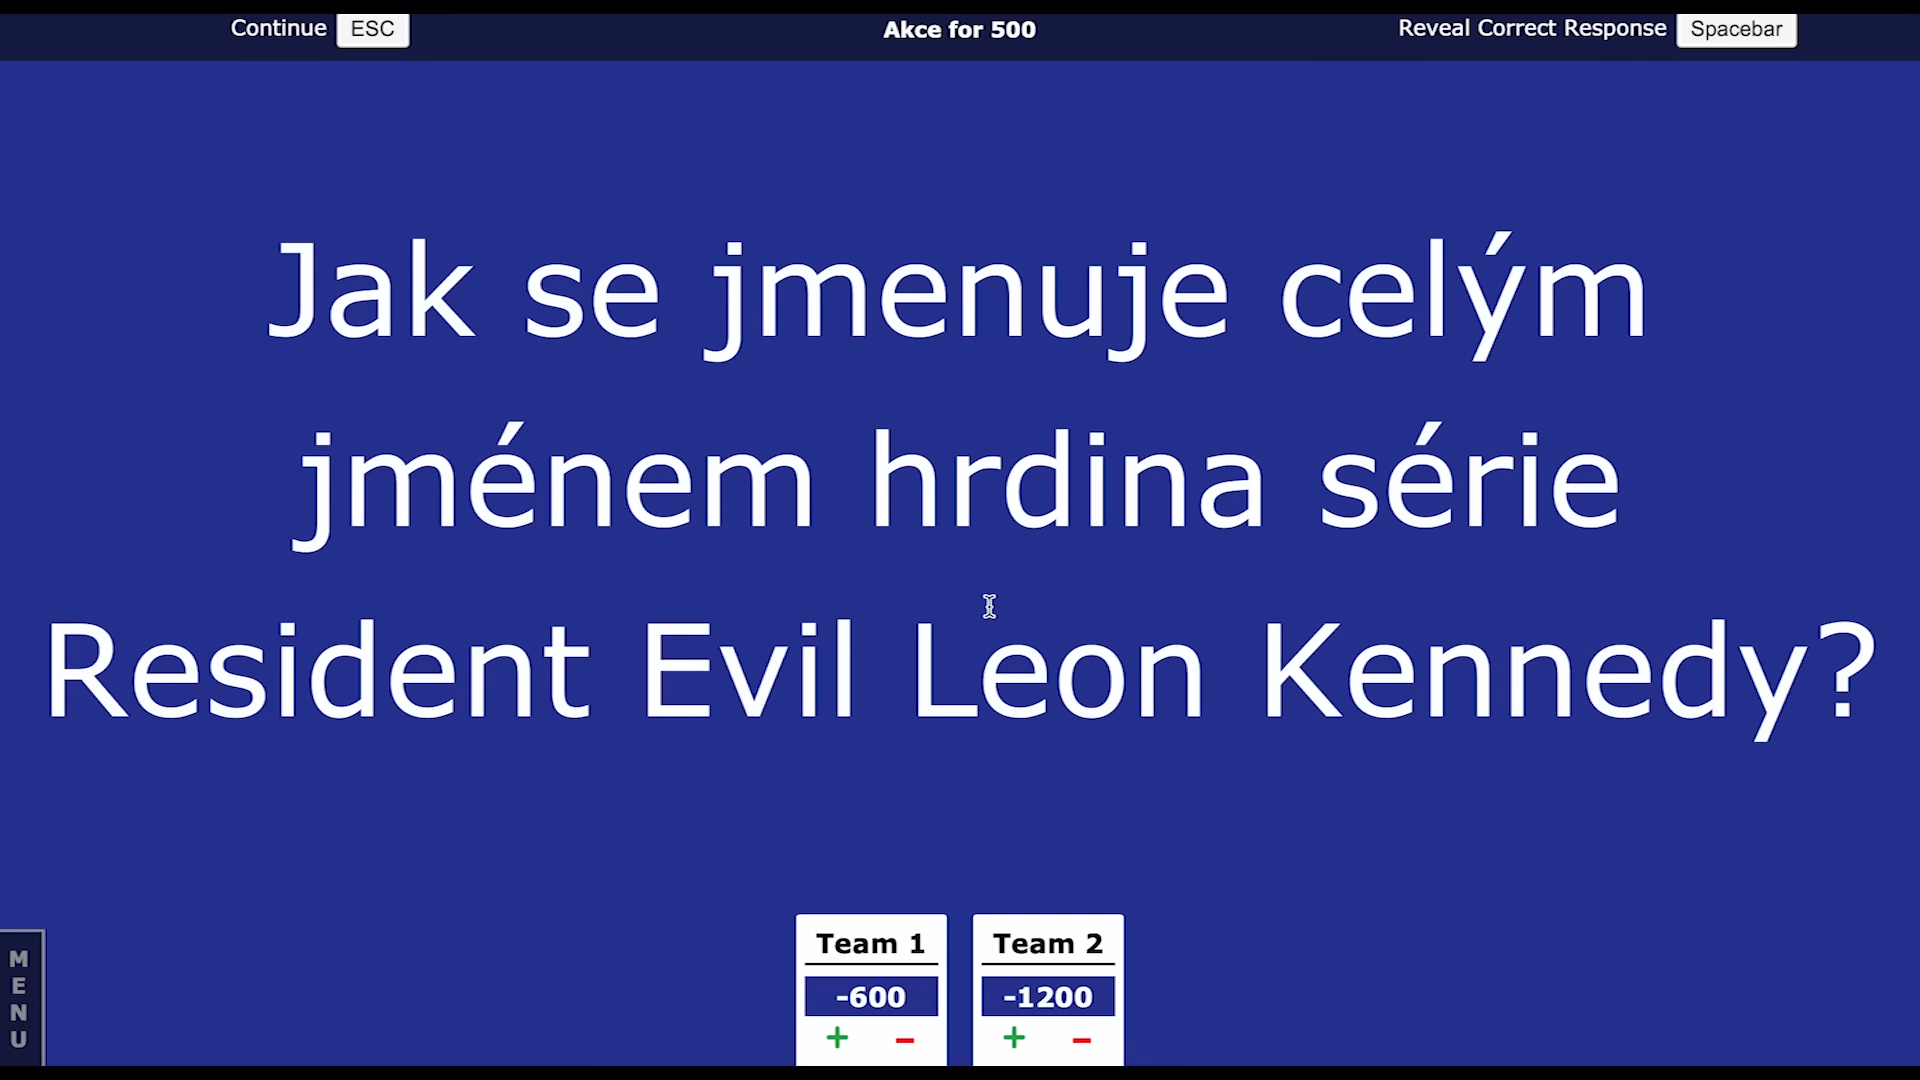 Continue ESC Akce for 500 Reveal Correct Response Spacebar
Jak se jmenuje celým
jménem hrdina série
Resident Evil Leon Kennedy?
MENU
Team 1 Team 2
-600 -1200
+ - + -